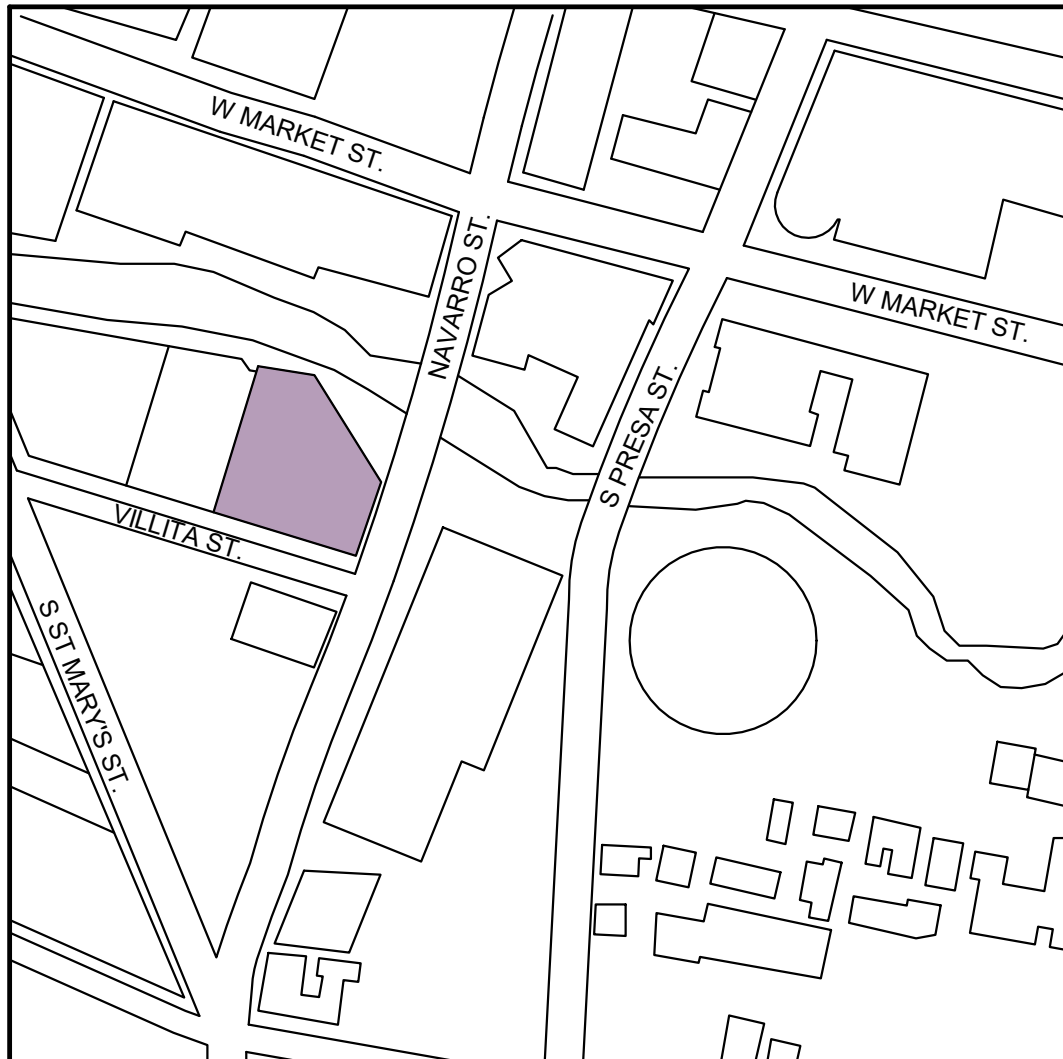 W MARKET ST.
NAVARRO ST.
W MARKET ST.
S PRESA ST.
VILLITA ST.
S ST MARY'S ST.